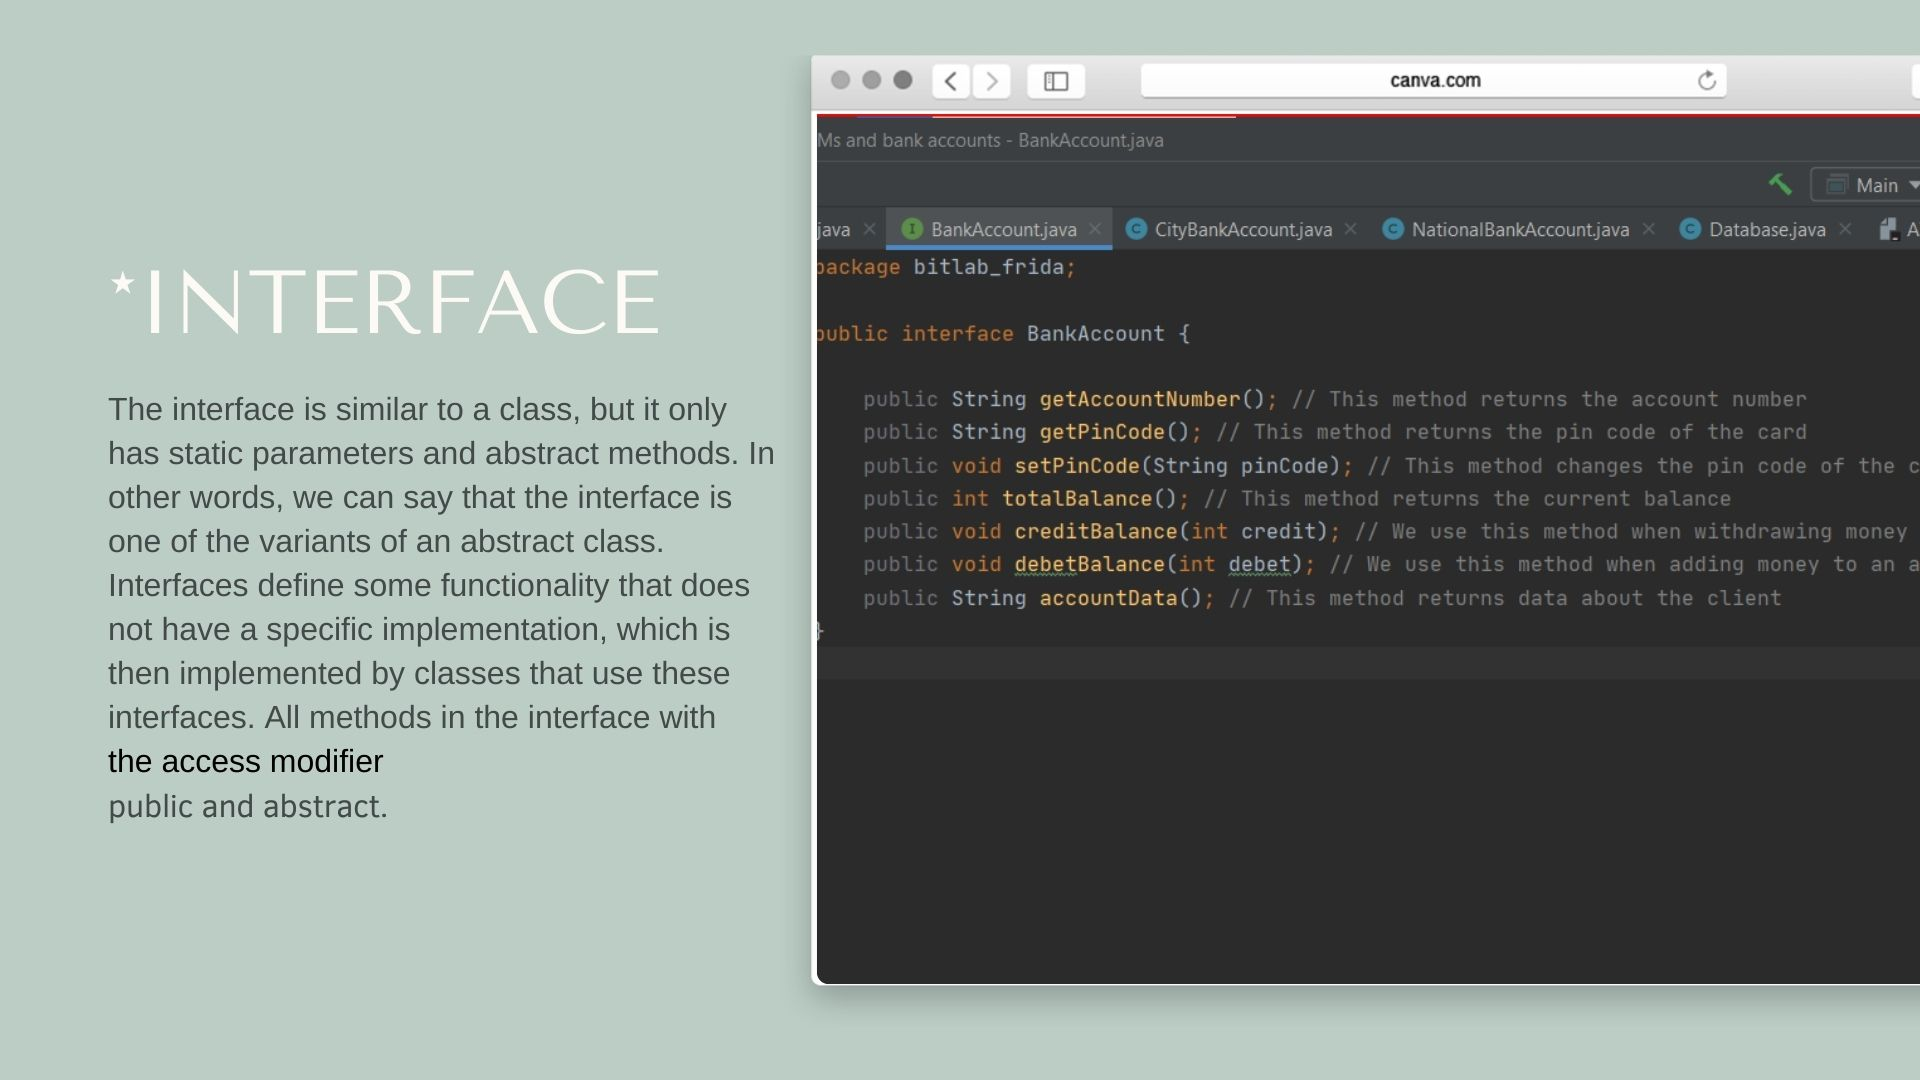 *INTERFACE
The interface is similar to a class, but it only
has static parameters and abstract methods. In
other words, we can say that the interface is
one of the variants of an abstract class.
Interfaces define some functionality that does
not have a specific implementation, which is
then implemented by classes that use these
interfaces. All methods in the interface with
the access modifier
public and abstract.
canva.com
Ms and bank accounts - BankAccount.java
Main
java BankAccount.java CityBankAccount.java NationalBankAccount.java Database.java A
package bitlab_frida;
public interface BankAccount {
public String getAccountNumber(); // This method returns the account number
public String getPinCode(); // This method returns the pin code of the card
public void setPinCode(String pinCode); // This method changes the pin code of the c
public int totalBalance(); // This method returns the current balance
public void creditBalance(int credit); // We use this method when withdrawing money
public void debetBalance(int debet); // We use this method when adding money to an a
public String accountData(); // This method returns data about the client
}